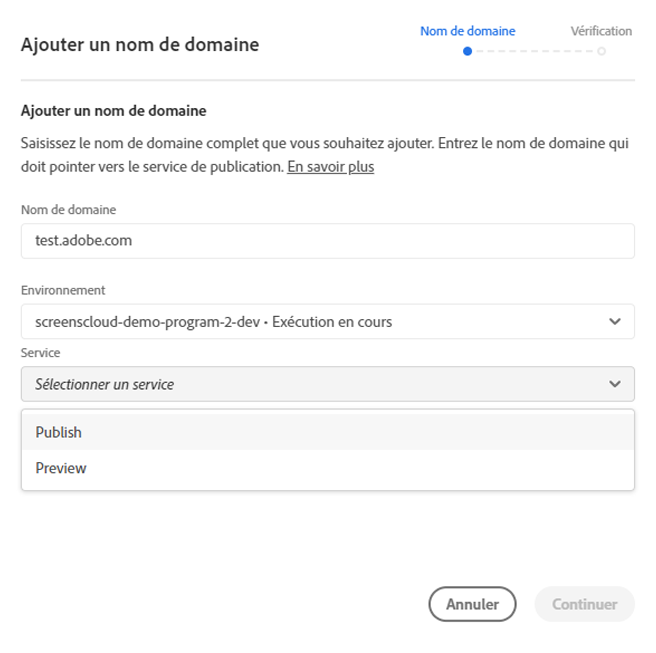 Ajouter un nom de domaine
Nom de domaine
Vérification
Ajouter un nom de domaine
Saisissez le nom de domaine complet que vous souhaitez ajouter. Entrez le nom de domaine qui
doit pointer vers le service de publication. En savoir plus
Nom de domaine
test.adobe.com
Environnement
screenscloud-demo-program-2-dev • Exécution en cours
Service
Sélectionner un service
Publish
Preview
Annuler
Continuer